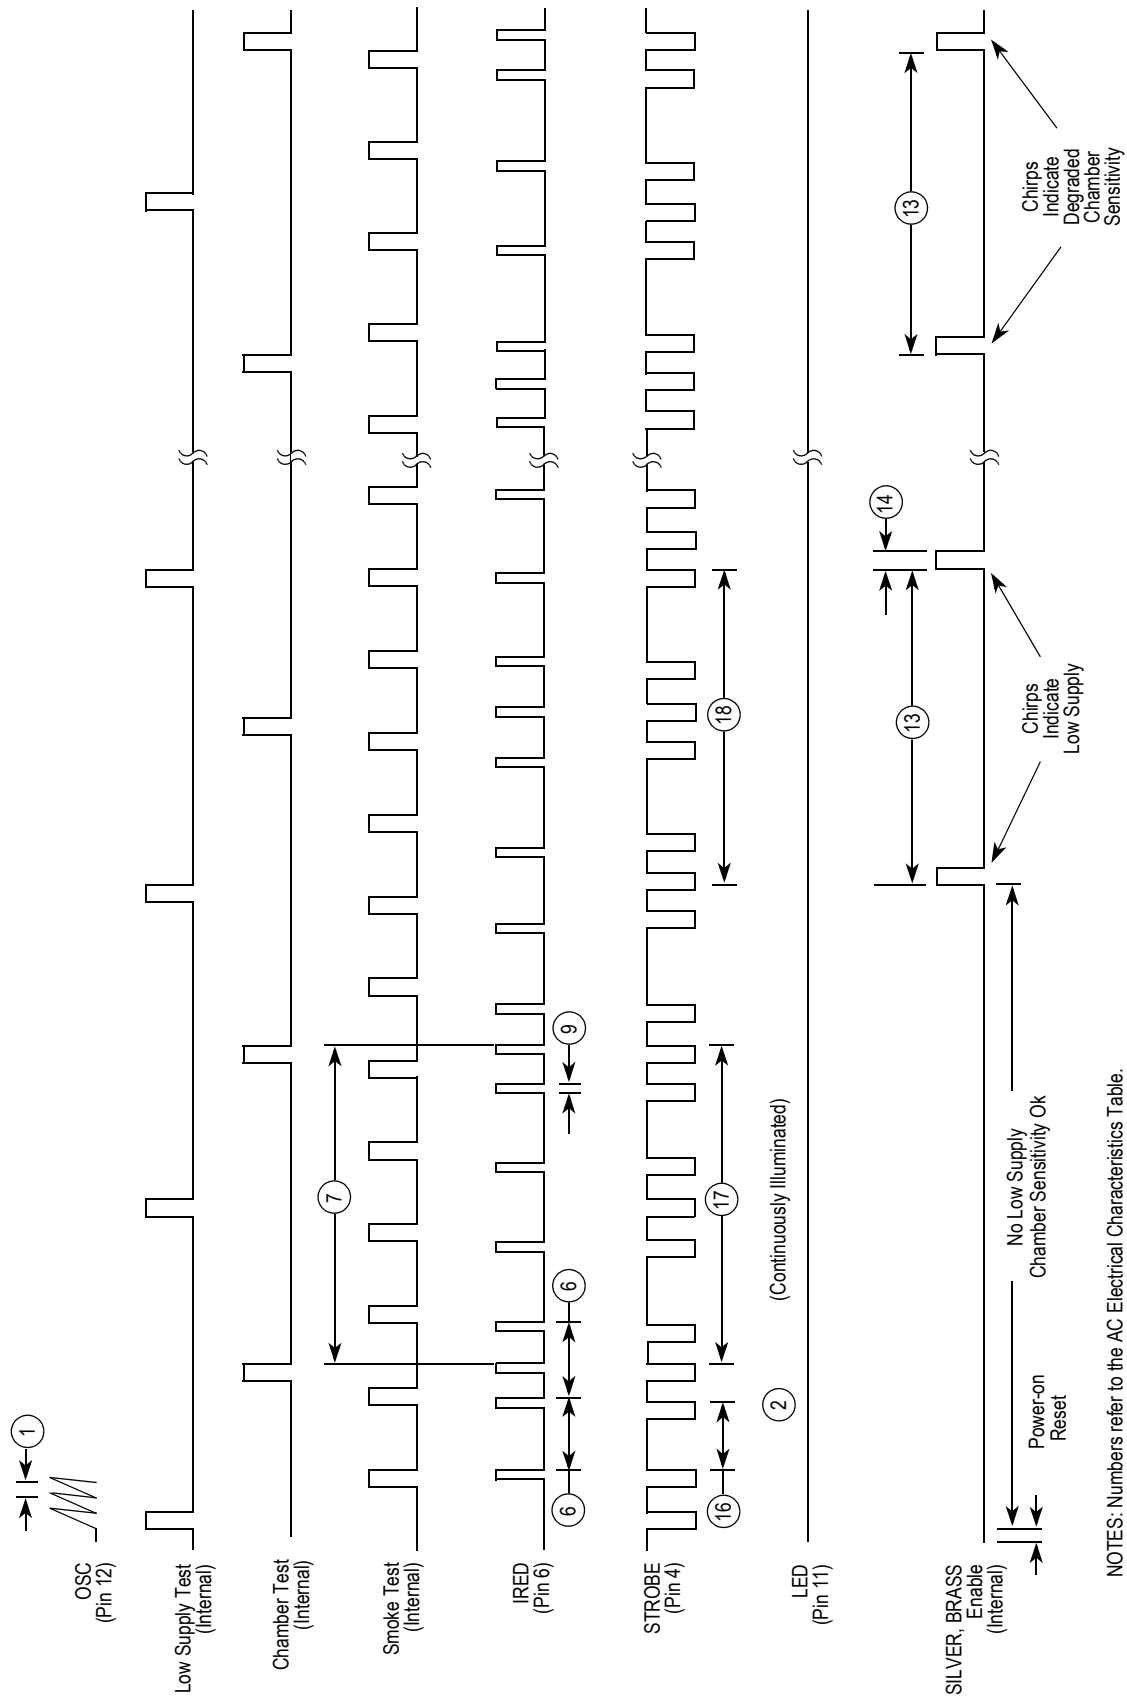 1
OSC
(Pin 12)
Low Supply Test
(Internal)
Chamber Test
(Internal)
7
Smoke Test
(Internal)
IRED
(Pin 6)
6
6
9
STROBE
(Pin 4)
16
17
18
LED
(Pin 11)
2
(Continuously Illuminated)
14
13
13
SILVER, BRASS
Enable
(Internal)
Power-on
Reset
No Low Supply
Chamber Sensitivity Ok
Chirps
Indicate
Low Supply
Chirps
Indicate
Degraded
Chamber
Sensitivity
NOTES: Numbers refer to the AC Electrical Characteristics Table.